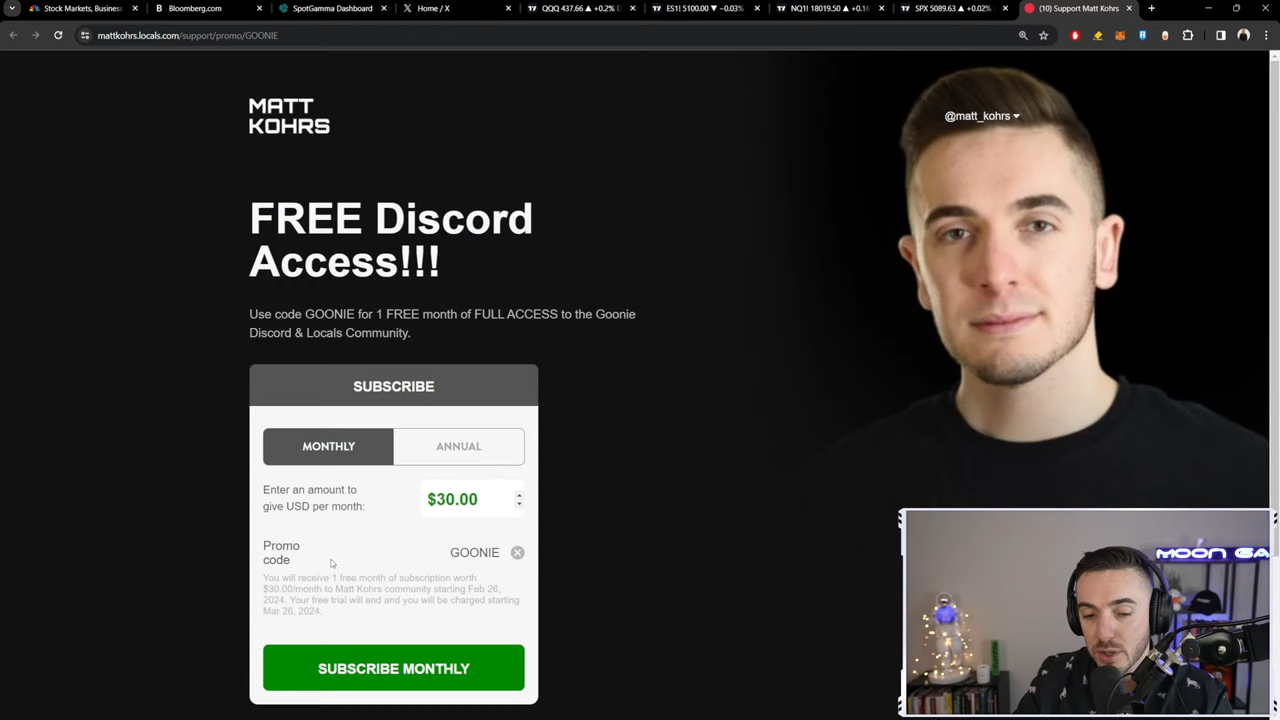 Stock Markets, Business
Bloomberg.com
SpotGamma Dashboard
Home / X
QQQ 437.66 ▲ +0.2%
ES1! 5100.00 ▼ −0.03%
NQ1! 18019.50 ▲ +0.1
SPX 5089.63 ▲ +0.02%
(10) Support Matt Kohrs
mattkohrs.locals.com/support/promo/GOONIE
MATT
KOHRS
@matt_kohrs
FREE Discord
Access!!!
Use code GOONIE for 1 FREE month of FULL ACCESS to the Goonie
Discord & Locals Community.
SUBSCRIBE
MONTHLY
ANNUAL
Enter an amount to
give USD per month:
$30.00
Promo
code
GOONIE
You will receive 1 free month of subscription worth
$30.00/month to Matt Kohrs community starting Feb 26,
2024. Your free trial will end and you will be charged starting
Mar 26, 2024.
SUBSCRIBE MONTHLY
MOON GA